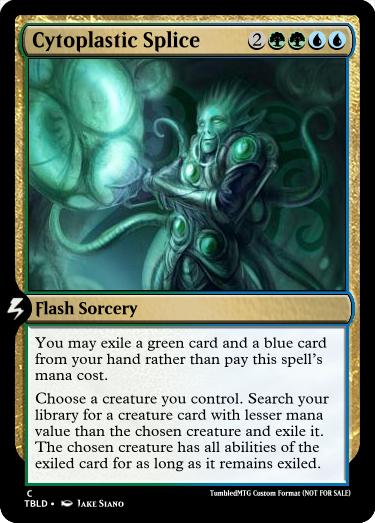 Cytoplastic Splice 2
Flash Sorcery
You may exile a green card and a blue card
from your hand rather than pay this spell's
mana cost.
Choose a creature you control. Search your
library for a creature card with lesser mana
value than the chosen creature and exile it.
The chosen creature has all abilities of the
exiled card for as long as it remains exiled.
C
TBLD • Jake Siano
TumbledMTG Custom Format (NOT FOR SALE)